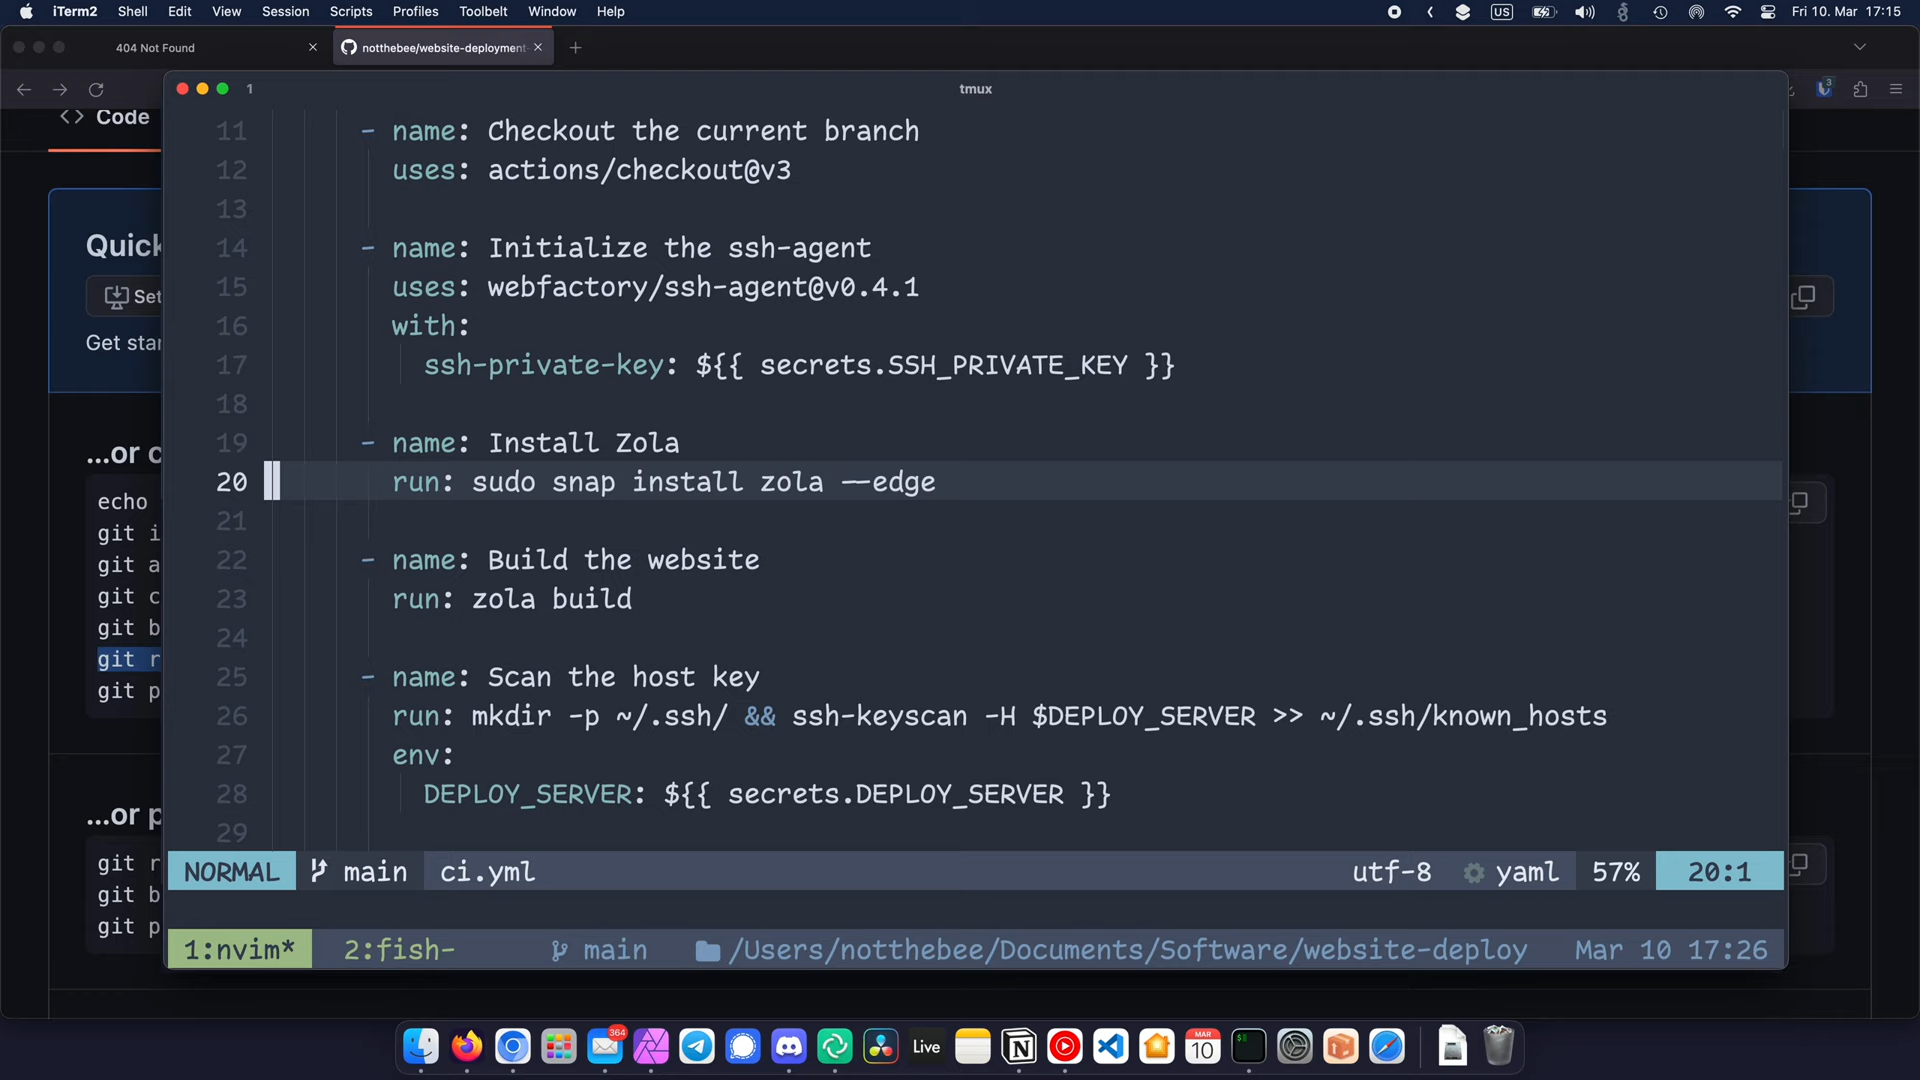 iTerm2 Shell Edit View Session Scripts Profiles Toolbelt Window Help US Fri 10. Mar 17:15
404 Not Found notthebee/website-deployment-
1 tmux 3
Code
Quick
Set
Get star
...or c
echo
git i
git a
git c
git b
git r
git p
...or p
git r
git b
git p
11 - name: Checkout the current branch
12 uses: actions/checkout@v3
13
14 - name: Initialize the ssh-agent
15 uses: webfactory/ssh-agent@v0.4.1
16 with:
17 ssh-private-key: ${{ secrets.SSH_PRIVATE_KEY }}
18
19 - name: Install Zola
20 run: sudo snap install zola --edge
21
22 - name: Build the website
23 run: zola build
24
25 - name: Scan the host key
26 run: mkdir -p ~/.ssh/ && ssh-keyscan -H $DEPLOY_SERVER >> ~/.ssh/known_hosts
27 env:
28 DEPLOY_SERVER: ${{ secrets.DEPLOY_SERVER }}
29
NORMAL main ci.yml utf-8 yaml 57% 20:1
1:nvim* 2:fish- main /Users/notthebee/Documents/Software/website-deploy Mar 10 17:26
364 Live MAR 10